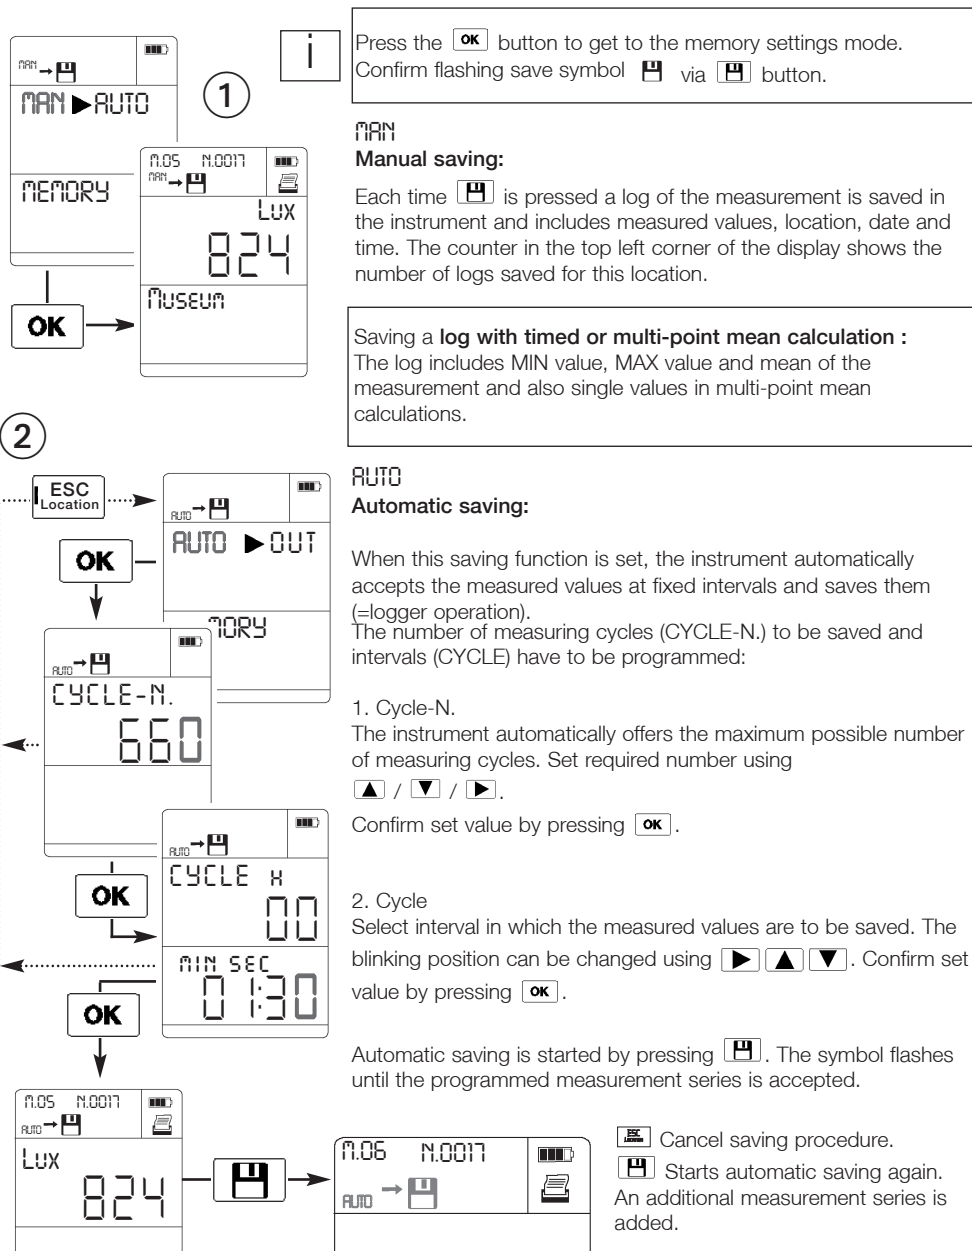 i
Press the OK button to get to the memory settings mode.
Confirm flashing save symbol via button.
MAN
MAN AUTO
MEMORY
1
OK
M.05 N.0017
MAN
Lux
824
Museum
MAN
Manual saving:
Each time is pressed a log of the measurement is saved in
the instrument and includes measured values, location, date and
time. The counter in the top left corner of the display shows the
number of logs saved for this location.
Saving a log with timed or multi-point mean calculation :
The log includes MIN value, MAX value and mean of the
measurement and also single values in multi-point mean
calculations.
2
ESC
Location
OK
AUTO
AUTO OUT
MORY
AUTO
CYCLE-N.
660
OK
AUTO
CYCLE H
00
MIN SEC
01:30
OK
M.05 N.0017
AUTO
Lux
824
M.06 N.0017
AUTO
AUTO
Automatic saving:
When this saving function is set, the instrument automatically
accepts the measured values at fixed intervals and saves them
(=logger operation).
The number of measuring cycles (CYCLE-N.) to be saved and
intervals (CYCLE) have to be programmed:
1. Cycle-N.
The instrument automatically offers the maximum possible number
of measuring cycles. Set required number using
/ / .
Confirm set value by pressing OK .
2. Cycle
Select interval in which the measured values are to be saved. The
blinking position can be changed using . Confirm set
value by pressing OK .
Automatic saving is started by pressing . The symbol flashes
until the programmed measurement series is accepted.
ESC Location Cancel saving procedure.
Starts automatic saving again.
An additional measurement series is
added.